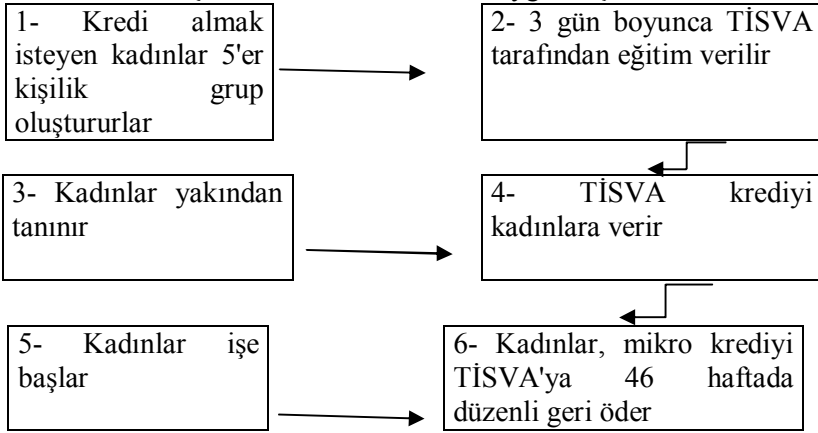 1- Kredi almak
isteyen kadınlar 5'er
kişilik grup
oluştururlar
2- 3 gün boyunca TİSVA
tarafından eğitim verilir
3- Kadınlar yakından
tanınır
4- TİSVA krediyi
kadınlara verir
5- Kadınlar işe
başlar
6- Kadınlar, mikro krediyi
TİSVA'ya 46 haftada
düzenli geri öder